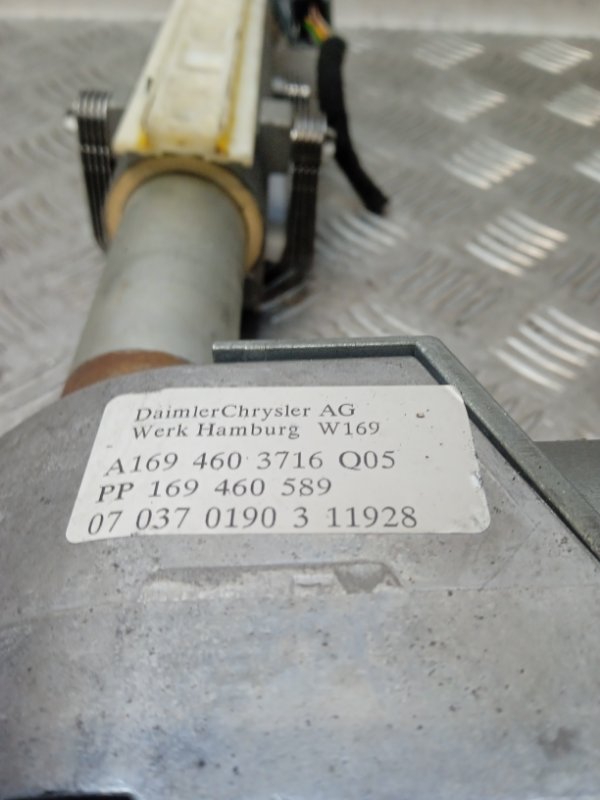 DaimlerChrysler AG
Werk Hamburg W169
A169 460 3716 Q05
PP 169 460 589
07 037 0190 3 11928